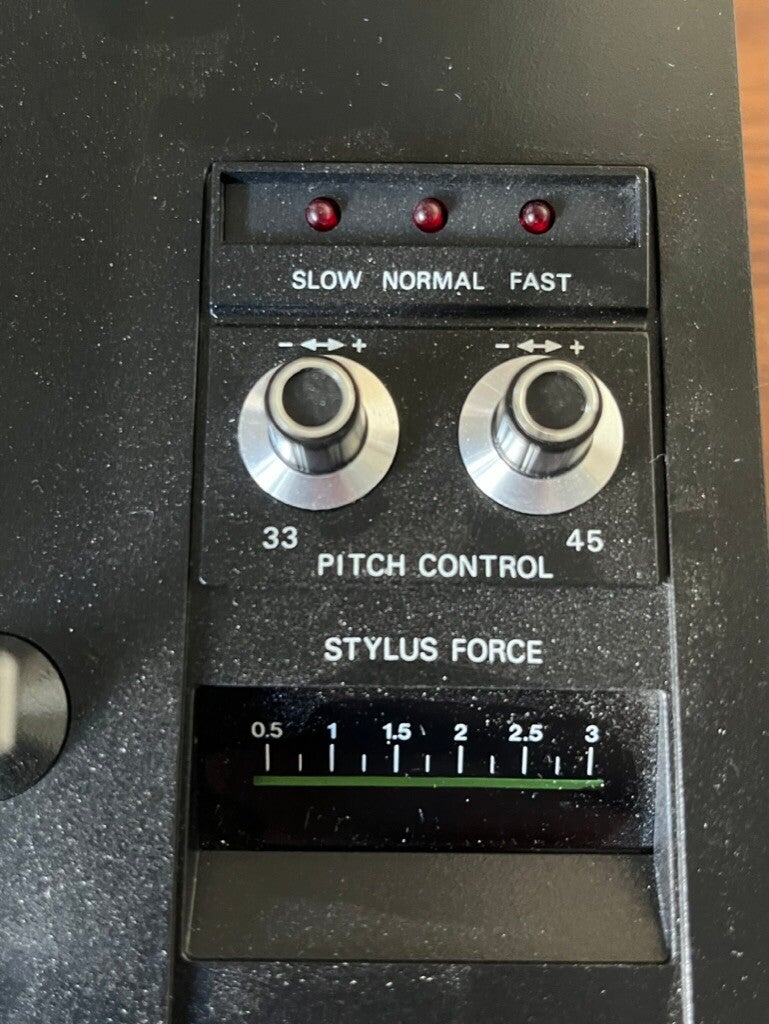 SLOW NORMAL FAST
- ↔ + - ↔ +
33 45
PITCH CONTROL
STYLUS FORCE
0.5 1 1.5 2 2.5 3